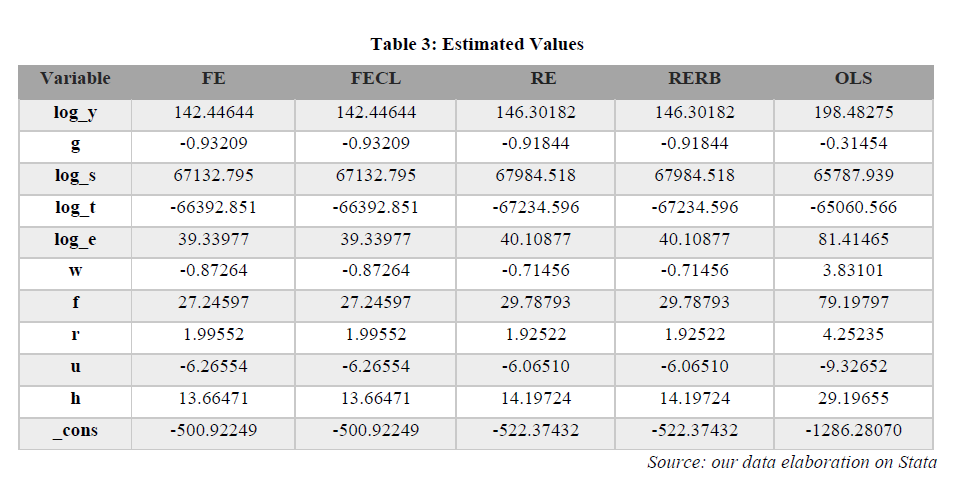 Table 3: Estimated Values
Variable FE FECL RE RERB OLS
log_y 142.44644 142.44644 146.30182 146.30182 198.48275
g -0.93209 -0.93209 -0.91844 -0.91844 -0.31454
log_s 67132.795 67132.795 67984.518 67984.518 65787.939
log_t -66392.851 -66392.851 -67234.596 -67234.596 -65060.566
log_e 39.33977 39.33977 40.10877 40.10877 81.41465
w -0.87264 -0.87264 -0.71456 -0.71456 3.83101
f 27.24597 27.24597 29.78793 29.78793 79.19797
r 1.99552 1.99552 1.92522 1.92522 4.25235
u -6.26554 -6.26554 -6.06510 -6.06510 -9.32652
h 13.66471 13.66471 14.19724 14.19724 29.19655
_cons -500.92249 -500.92249 -522.37432 -522.37432 -1286.28070
Source: our data elaboration on Stata